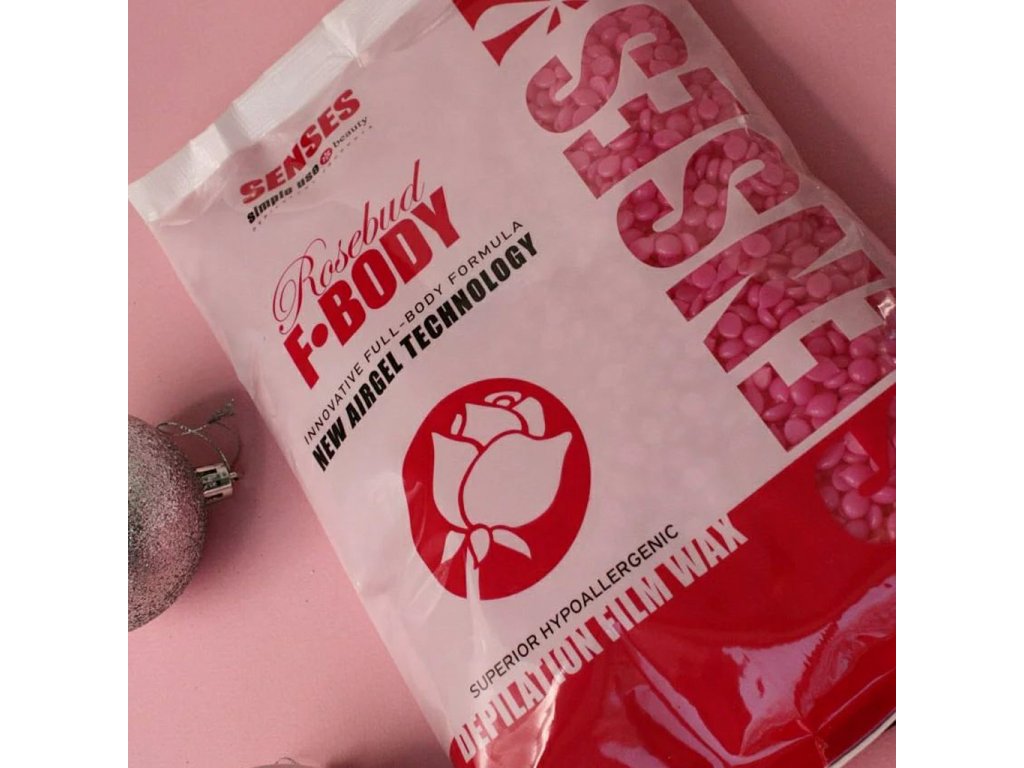 SENSES
simple use beauty
Rosebud
F•BODY
INNOVATIVE FULL-BODY FORMULA
NEW AIRGEL TECHNOLOGY
SUPERIOR HYPOALLERGENIC
DEPILATION FILM WAX
SENSES